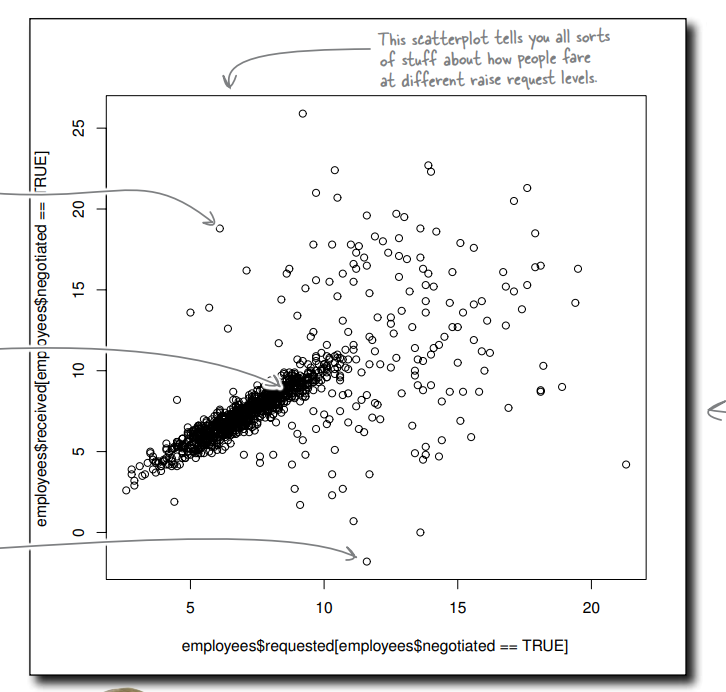 This scatterplot tells you all sorts
of stuff about how people fare
at different raise request levels.
employees$received[employees$negotiated == TRUE]
25
20
15
10
5
0
5 10 15 20
employees$requested[employees$negotiated == TRUE]